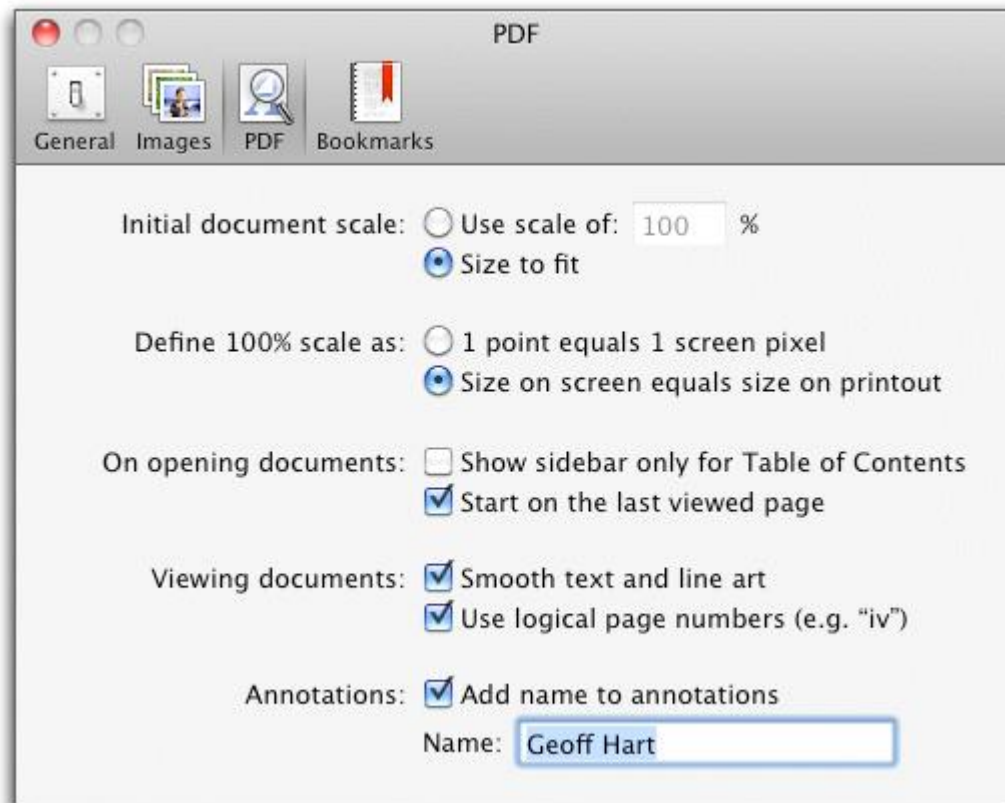 PDF
General Images PDF Bookmarks
Initial document scale: Use scale of: 100 %
Size to fit
Define 100% scale as: 1 point equals 1 screen pixel
Size on screen equals size on printout
On opening documents: Show sidebar only for Table of Contents
Start on the last viewed page
Viewing documents: Smooth text and line art
Use logical page numbers (e.g. “iv”)
Annotations: Add name to annotations
Name: Geoff Hart